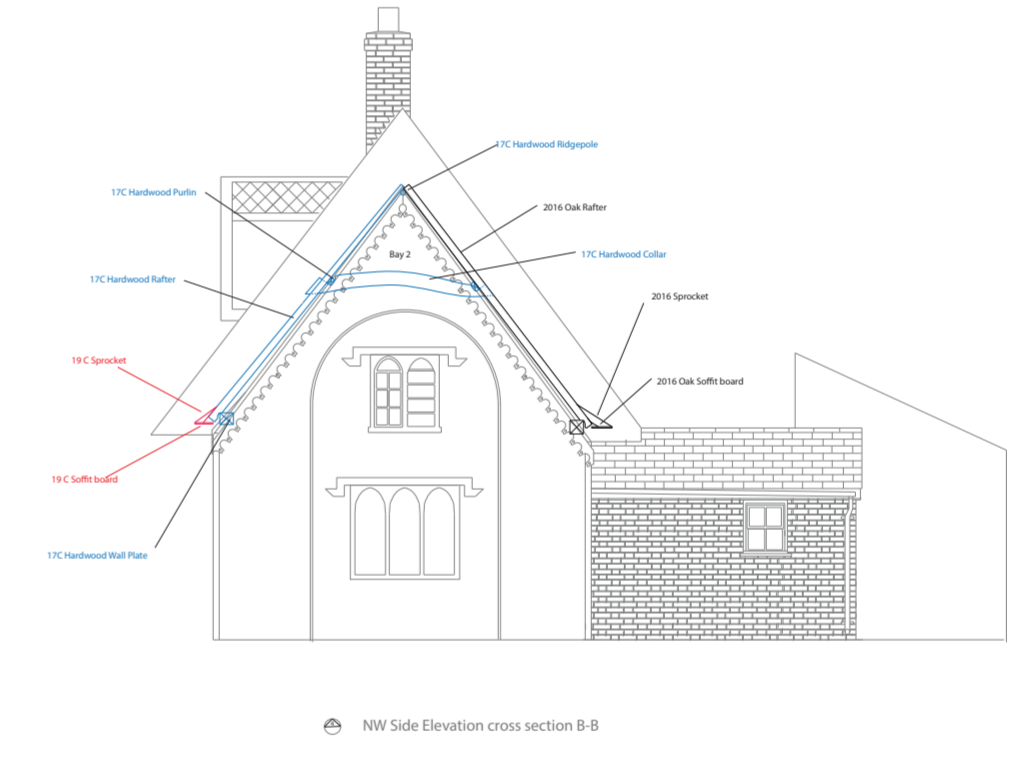 17C Hardwood Ridgepole
17C Hardwood Purlin
2016 Oak Rafter
Bay 2
17C Hardwood Collar
17C Hardwood Rafter
2016 Sprocket
19 C Sprocket
2016 Oak Soffit board
19 C Soffit board
17C Hardwood Wall Plate
NW Side Elevation cross section B-B